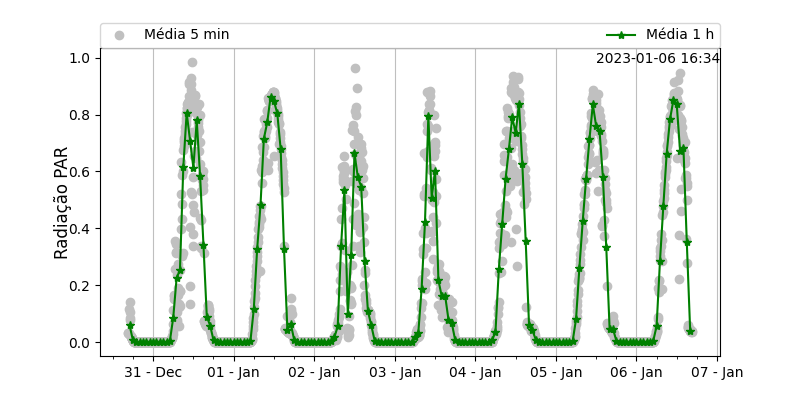 Média 5 min
Média 1 h
2023-01-06 16:34
1.0
0.8
0.6
0.4
0.2
0.0
Radiação PAR
31 - Dec
01 - Jan
02 - Jan
03 - Jan
04 - Jan
05 - Jan
06 - Jan
07 - Jan